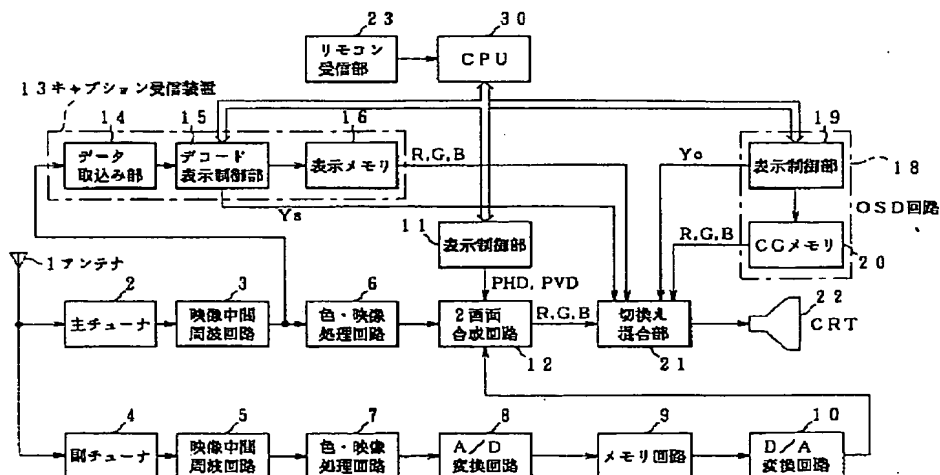 23
30
リモコン
受信部
CPU
13キャプション受信装置
14
15
16
19
データ
取込み部
デコード
表示制御部
表示メモリ
R,G,B
Ys
Yo
表示制御部
18
OSD回路
11
表示制御部
R,G,B
CGメモリ
20
1アンテナ
2
3
6
PHD, PVD
22
CRT
主チューナ
映像中間
周波回路
色・映像
処理回路
2画面
合成回路
R,G,B
切換え
混合部
12
21
4
5
7
8
9
10
副チューナ
映像中間
周波回路
色・映像
処理回路
A/D
変換回路
メモリ回路
D/A
変換回路